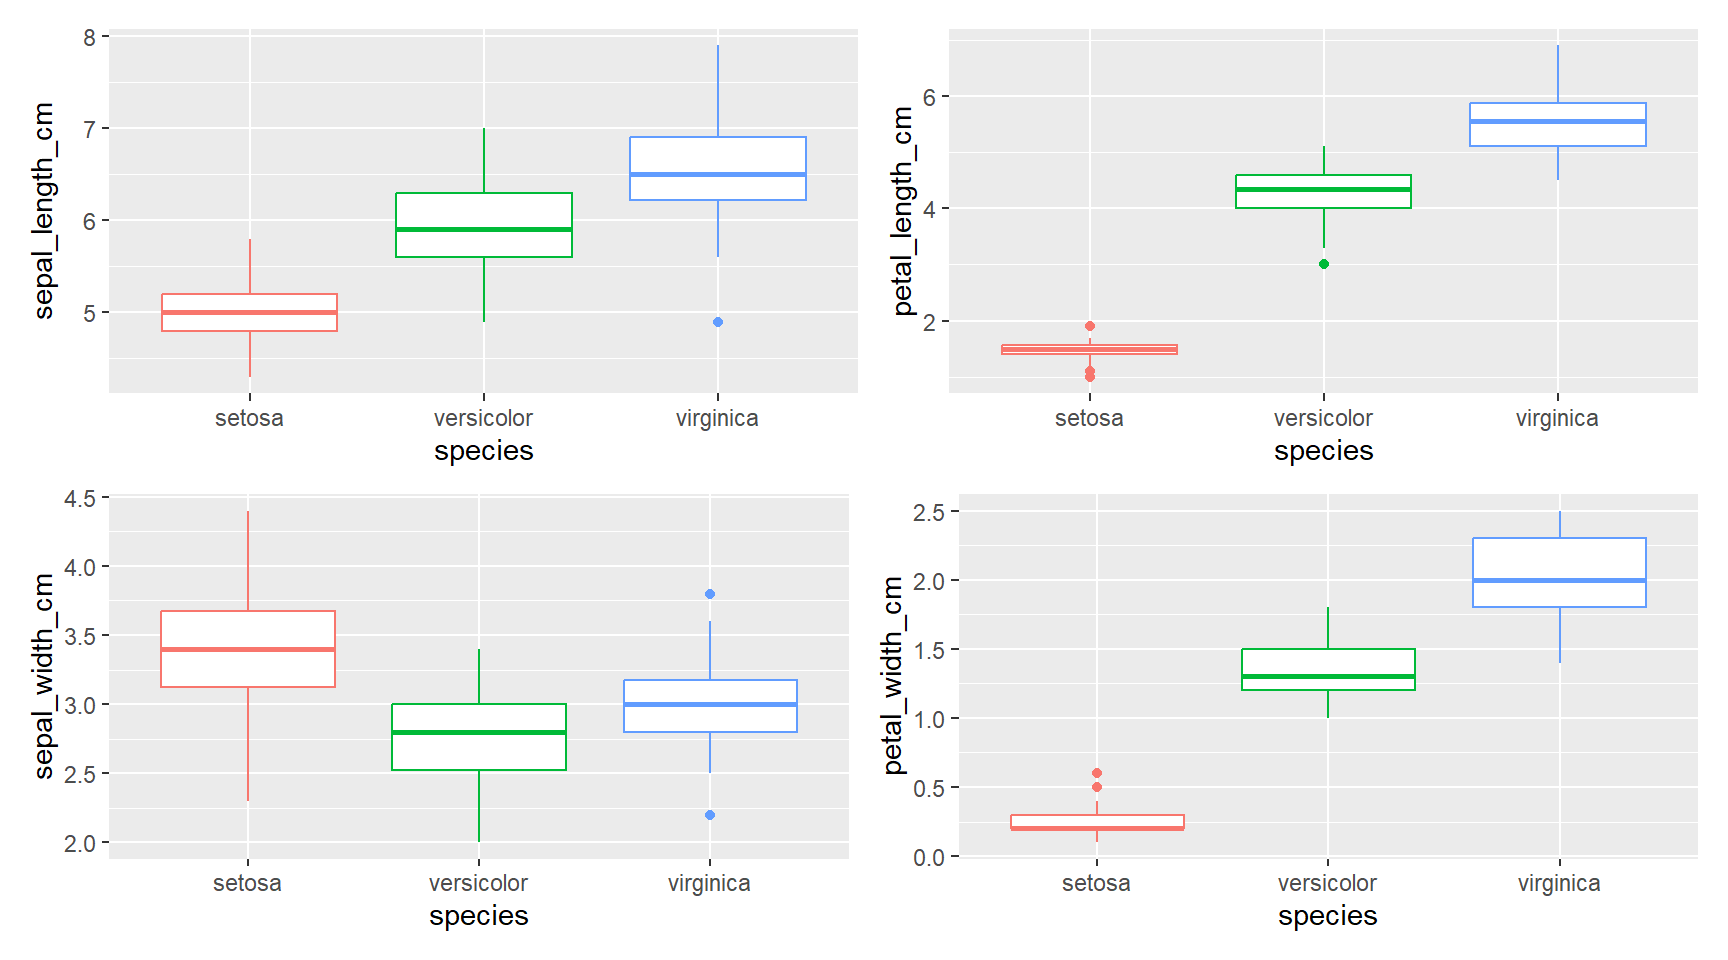 sepal_length_cm
8
7
6
5
setosa versicolor virginica
species
petal_length_cm
6
4
2
setosa versicolor virginica
species
sepal_width_cm
4.5
4.0
3.5
3.0
2.5
2.0
setosa versicolor virginica
species
petal_width_cm
2.5
2.0
1.5
1.0
0.5
0.0
setosa versicolor virginica
species